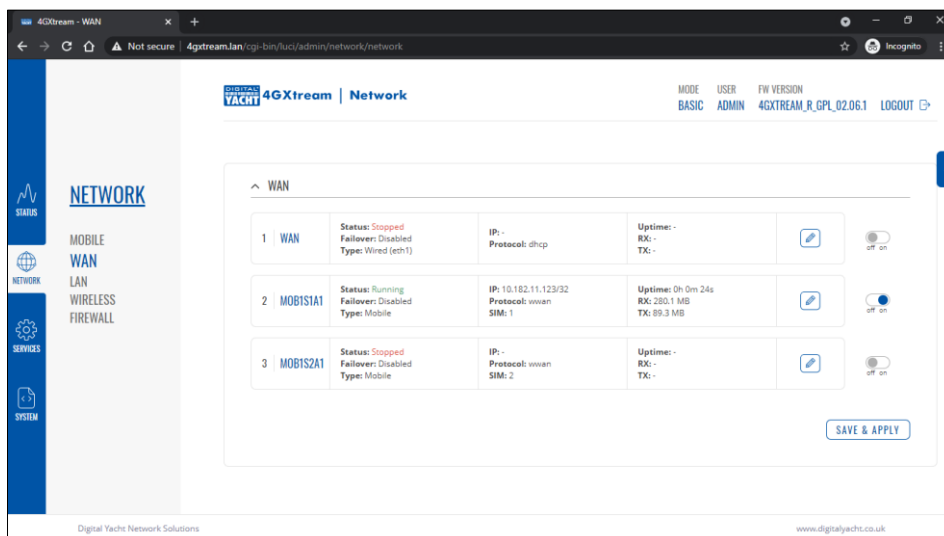 4GXtream - WAN
Incognito
Not secure
4gxtream.lan/cgi-bin/luci/admin/network/network
DIGITAL YACHT
4GXtream | Network
MODE USER FW VERSION
BASIC ADMIN 4GXTREAM_R_GPL_02.06.1 LOGOUT
STATUS
NETWORK
SERVICES
SYSTEM
NETWORK
MOBILE
WAN
LAN
WIRELESS
FIREWALL
WAN
1 WAN
Status: Stopped
Failover: Disabled
Type: Wired (eth1)
IP: -
Protocol: dhcp
Uptime: -
RX: -
TX: -
off on
2 MOB1S1A1
Status: Running
Failover: Disabled
Type: Mobile
IP: 10.182.11.123/32
Protocol: wwan
SIM: 1
Uptime: 0h 0m 24s
RX: 280.1 MB
TX: 89.3 MB
off on
3 MOB1S2A1
Status: Stopped
Failover: Disabled
Type: Mobile
IP: -
Protocol: wwan
SIM: 2
Uptime: -
RX: -
TX: -
off on
SAVE & APPLY
Digital Yacht Network Solutions
www.digitalyacht.co.uk